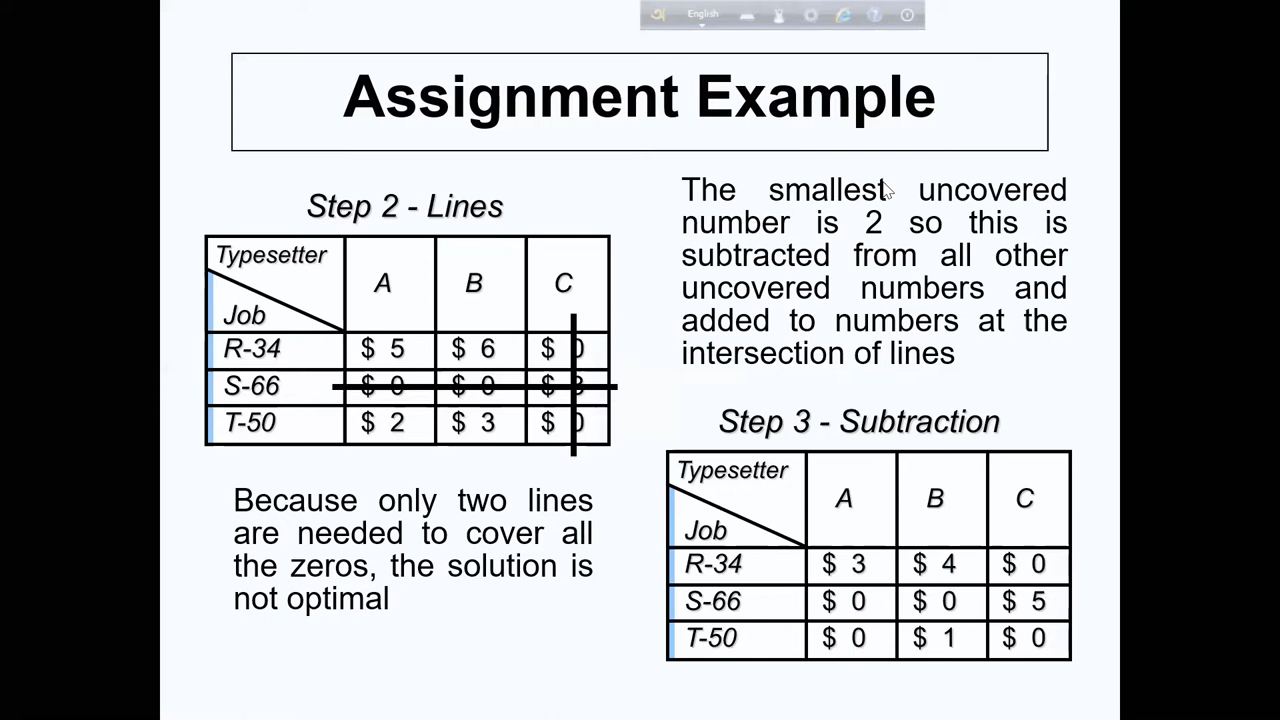 English
Assignment Example
Step 2 - Lines
Typesetter
Job
A B C
R-34 $ 5 $ 6 $ 0
S-66 $ 0 $ 0 $ 3
T-50 $ 2 $ 3 $ 0
Because only two lines
are needed to cover all
the zeros, the solution is
not optimal
The smallest uncovered
number is 2 so this is
subtracted from all other
uncovered numbers and
added to numbers at the
intersection of lines
Step 3 - Subtraction
Typesetter
Job
A B C
R-34 $ 3 $ 4 $ 0
S-66 $ 0 $ 0 $ 5
T-50 $ 0 $ 1 $ 0